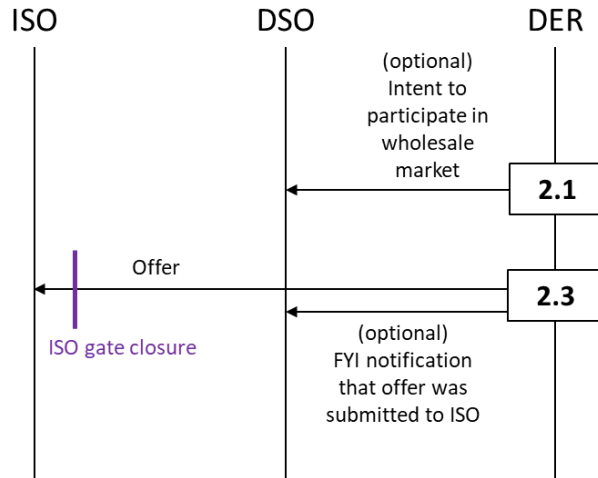 ISO
DSO
DER
(optional)
Intent to
participate in
wholesale
market
2.1
Offer
2.3
ISO gate closure
(optional)
FYI notification
that offer was
submitted to ISO